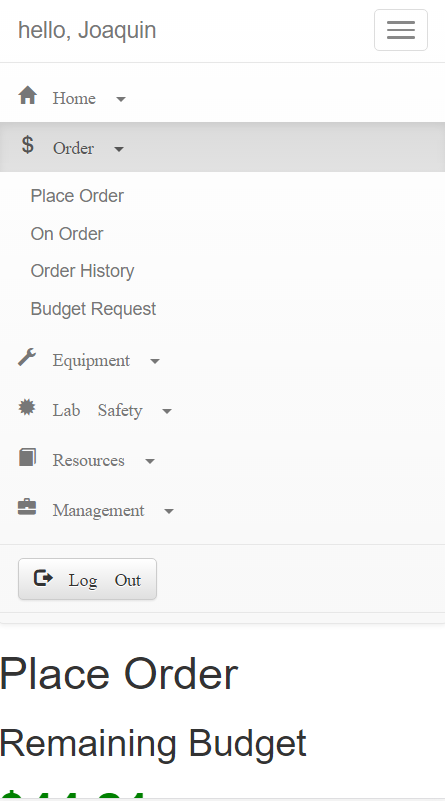 hello, Joaquin
Home
$ Order
Place Order
On Order
Order History
Budget Request
Equipment
Lab Safety
Resources
Management
Log Out
Place Order
Remaining Budget